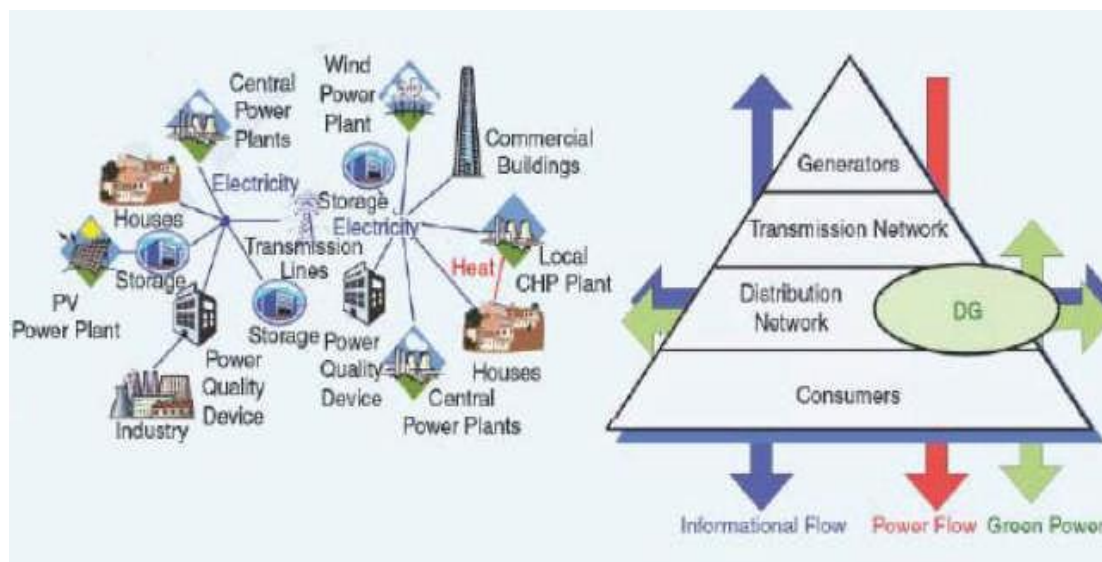 Central
Power
Plants
Wind
Power
Plant
Commercial
Buildings
Electricity
Houses
Storage
Electricity
Transmission
Lines
Storage
PV
Power Plant
Storage
Heat
Local
CHP Plant
Power
Quality
Device
Industry
Power
Quality
Device
Houses
Central
Power Plants
Generators
Transmission Network
Distribution
Network
DG
Consumers
Informational Flow
Power Flow
Green Power